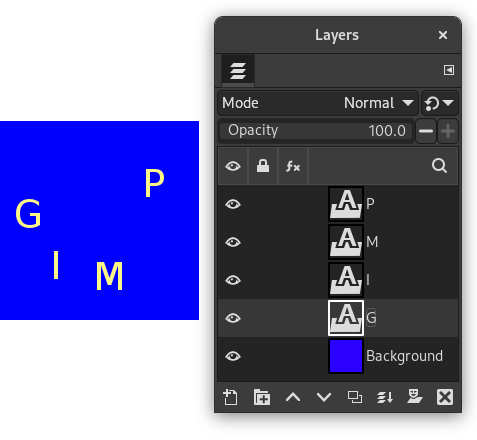 Layers
Mode Normal
Opacity 100.0
fx
P
M
I
G
Background
P
G
I
M